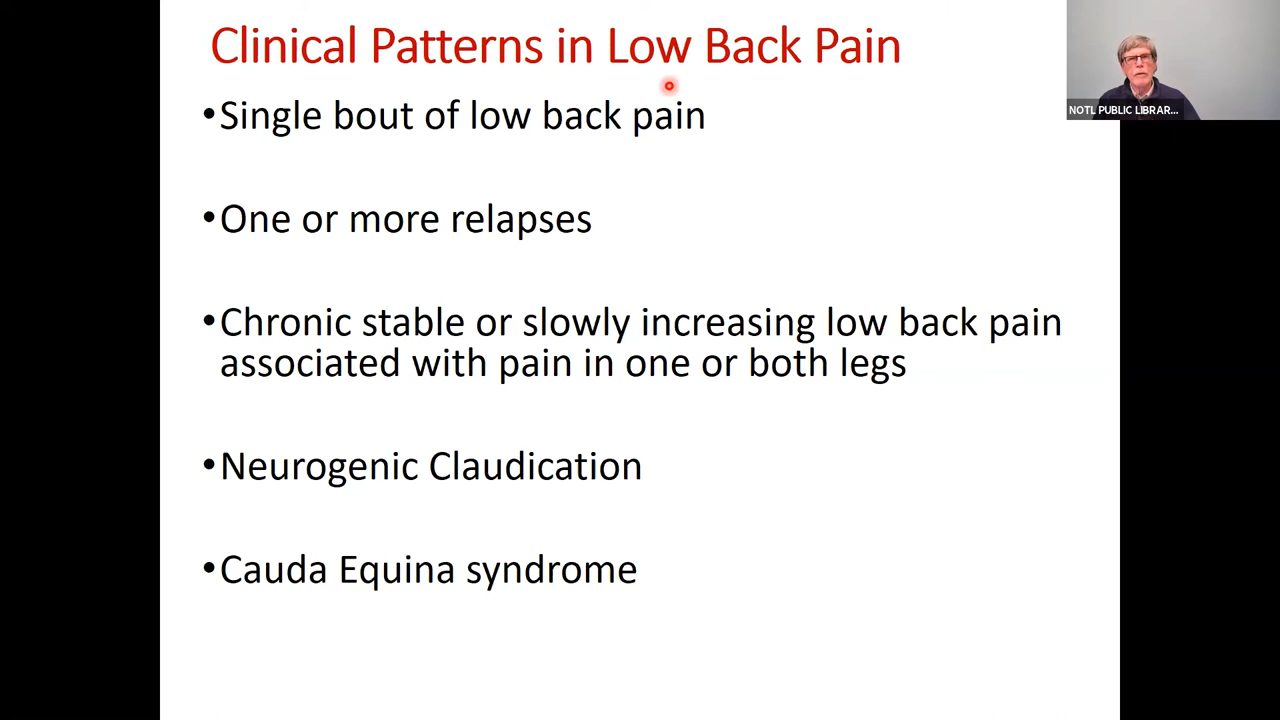 Clinical Patterns in Low Back Pain
•Single bout of low back pain
•One or more relapses
•Chronic stable or slowly increasing low back pain
associated with pain in one or both legs
•Neurogenic Claudication
•Cauda Equina syndrome
NOTL PUBLIC LIBRAR...